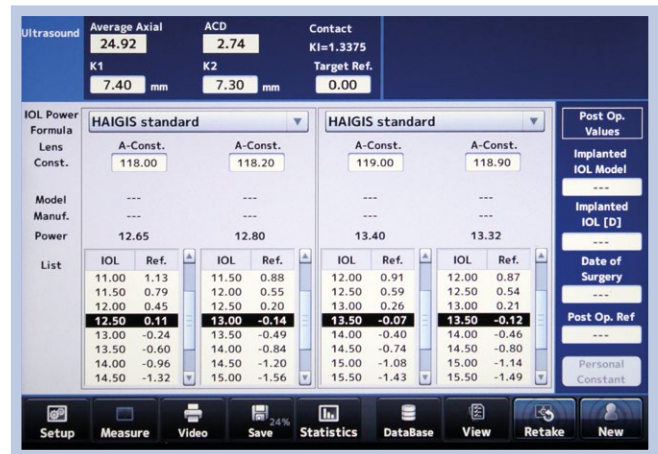 Ultrasound
Average Axial ACD Contact
24.92 2.74 KI=1.3375
K1 K2 Target Ref.
7.40 mm 7.30 mm 0.00
IOL Power Formula HAIGIS standard HAIGIS standard Post Op. Values
Lens Const. A-Const. A-Const. A-Const. A-Const.
118.00 118.20 119.00 118.90
Implanted IOL Model
---
Model --- --- --- ---
Manuf. --- --- --- ---
Power 12.65 12.80 13.40 13.32
Implanted IOL [D]
---
List IOL Ref. IOL Ref. IOL Ref. IOL Ref.
11.00 1.13 11.50 0.88 12.00 0.91 12.00 0.87
11.50 0.79 12.00 0.55 12.50 0.59 12.50 0.54
12.00 0.45 12.50 0.20 13.00 0.26 13.00 0.21
12.50 0.11 13.00 -0.14 13.50 -0.07 13.50 -0.12
13.00 -0.24 13.50 -0.49 14.00 -0.40 14.00 -0.46
13.50 -0.60 14.00 -0.84 14.50 -0.74 14.50 -0.80
14.00 -0.96 14.50 -1.20 15.00 -1.08 15.00 -1.14
14.50 -1.32 15.00 -1.56 15.50 -1.43 15.50 -1.49
Date of Surgery
---
Post Op. Ref
---
Personal Constant
Setup Measure Video Save 24% Statistics DataBase View Retake New